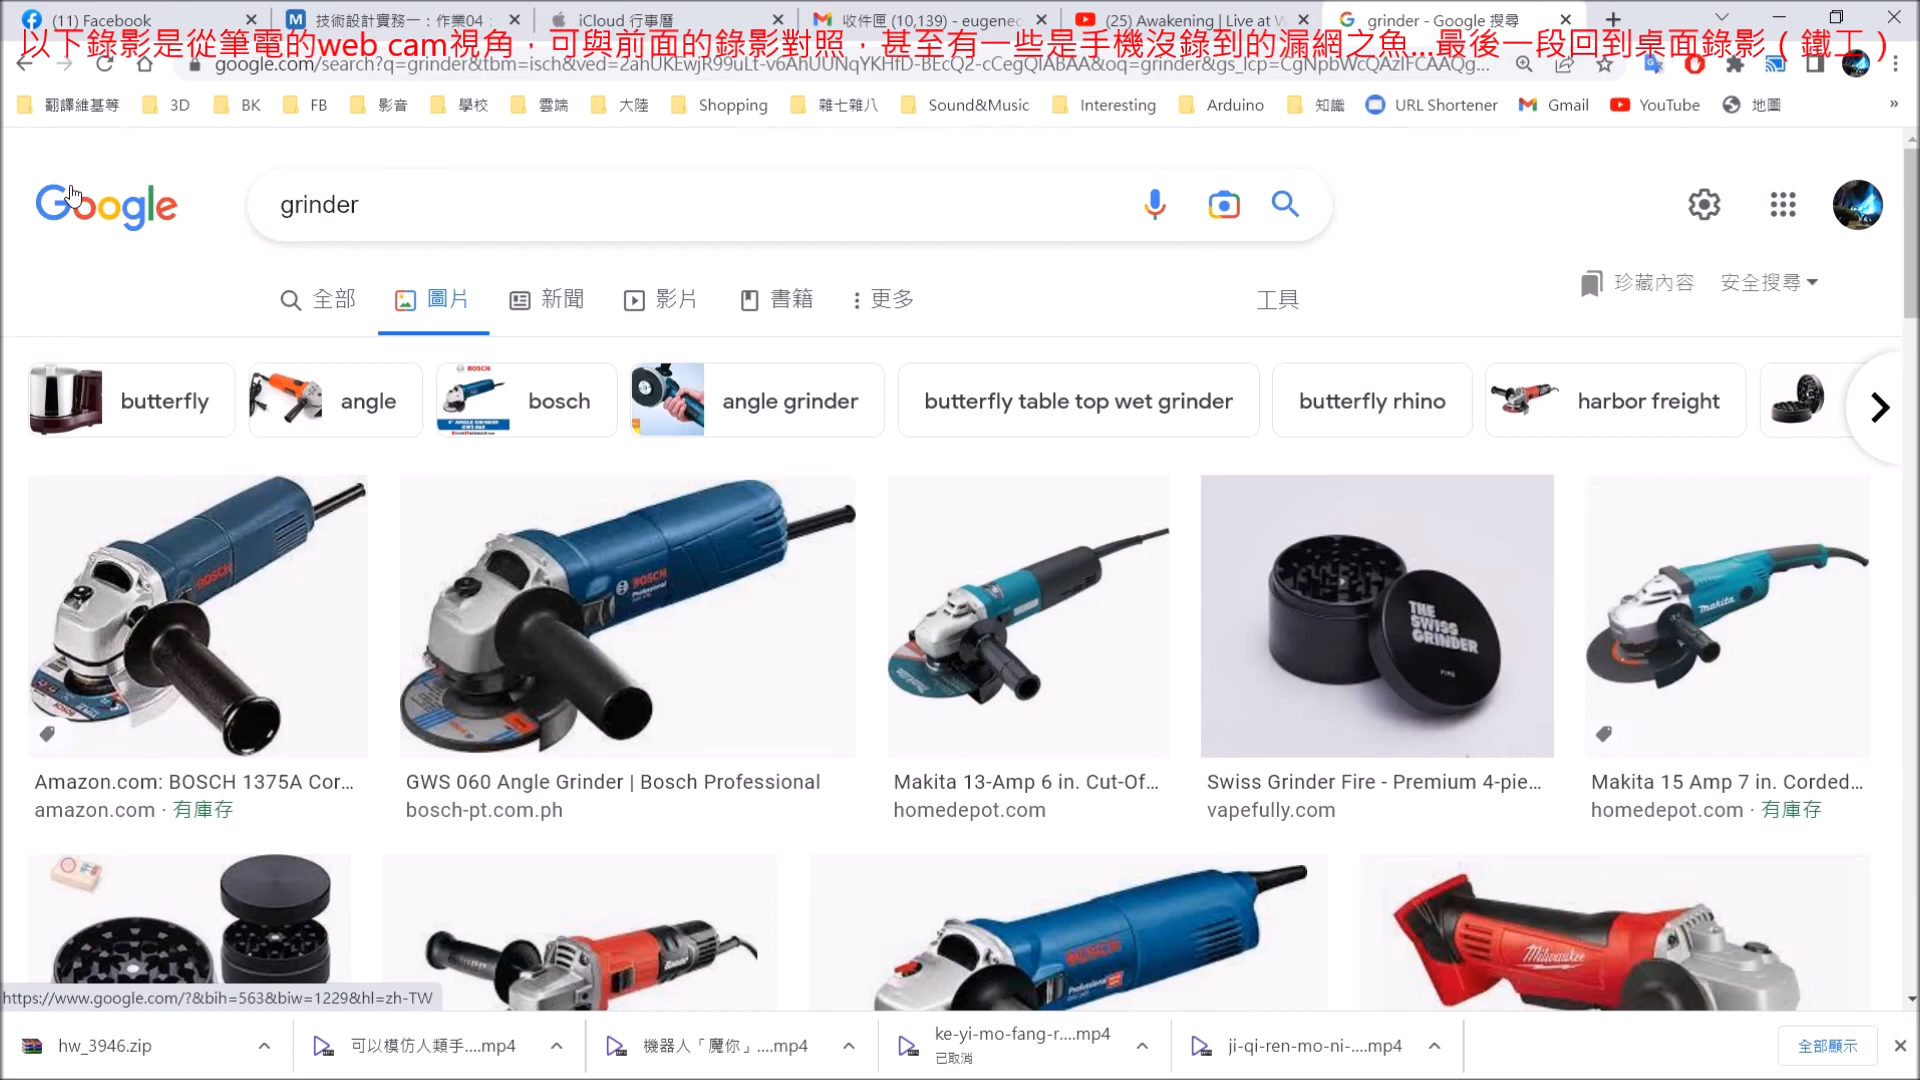 (11) Facebook
技術設計實務一：作業04：
iCloud 行事曆
收件匣 (10,139) - eugenec
(25) Awakening | Live at W
grinder - Google 搜尋
以下錄影是從筆電的web cam視角，可與前面的錄影對照，甚至有一些是手機沒錄到的漏網之魚...最後一段回到桌面錄影（鐵工）
翻譯維基等
3D
BK
FB
影音
學校
雲端
大陸
Shopping
雜七雜八
Sound&Music
Interesting
Arduino
知識
URL Shortener
Gmail
YouTube
地圖
»
Google
grinder
全部
圖片
新聞
影片
書籍
更多
工具
珍藏內容
安全搜尋
butterfly
angle
BOSCH
bosch
angle grinder
butterfly table top wet grinder
butterfly rhino
harbor freight
BOSCH
BOSCH
Professional
makita
THE
SWISS
GRINDER
FIRE
makita
Amazon.com: BOSCH 1375A Cor...
amazon.com · 有庫存
GWS 060 Angle Grinder | Bosch Professional
bosch-pt.com.ph
Makita 13-Amp 6 in. Cut-Of...
homedepot.com
Swiss Grinder Fire - Premium 4-pie...
vapefully.com
Makita 15 Amp 7 in. Corded...
homedepot.com · 有庫存
BOSCH
Professional
Milwaukee
https://www.google.com/?&bih=563&biw=1229&hl=zh-TW
hw_3946.zip
可以模仿人類手....mp4
機器人「魔你」....mp4
ke-yi-mo-fang-r....mp4
已取消
ji-qi-ren-mo-ni-....mp4
全部顯示